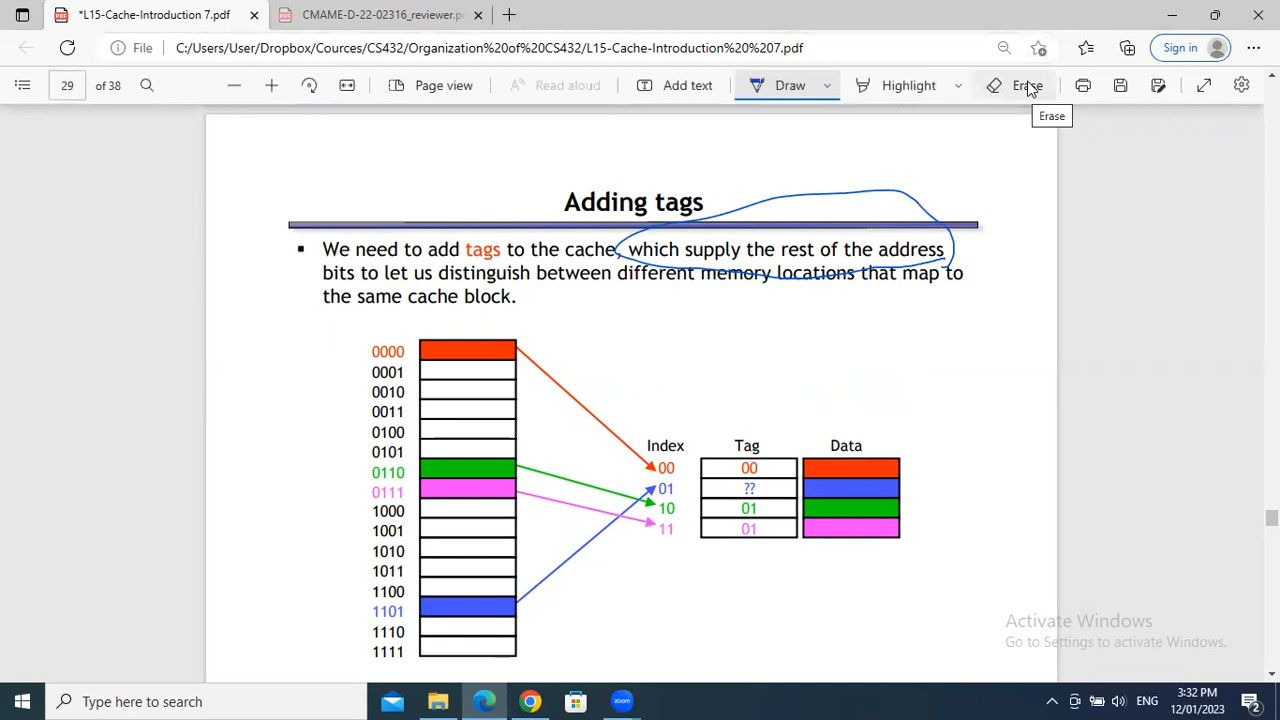 *L15-Cache-Introduction 7.pdf
CMAME-D-22-02316_reviewer.pd
File
C:/Users/User/Dropbox/Cources/CS432/Organization%20of%20CS432/L15-Cache-Introduction%20%207.pdf
Sign in
29 of 38
Page view
Read aloud
Add text
Draw
Highlight
Erase
Erase
Adding tags
We need to add tags to the cache, which supply the rest of the address
bits to let us distinguish between different memory locations that map to
the same cache block.
0000
0001
0010
0011
0100
0101
0110
0111
1000
1001
1010
1011
1100
1101
1110
1111
Index Tag Data
00 00
01 ??
10 01
11 01
Activate Windows
Go to Settings to activate Windows.
Type here to search
zoom
ENG
3:32 PM
12/01/2023
2